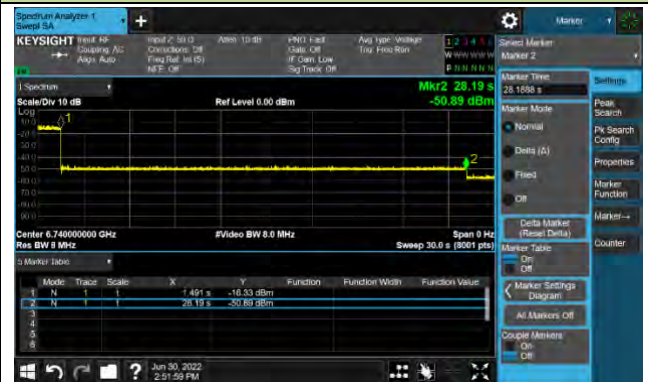 Spectrum Analyzer 1
Swept SA
+
Marker
KEYSIGHT Input: RF
Coupling: AC
Align: Auto
Input Z: 50 Ω
Corrections: Off
Freq Ref: Int (S)
NFE: Off
Atten: 10 dB
PNO: Fast
Gate: Off
IF Gain: Low
Sig Track: Off
Avg Type: Voltage
Trig: Free Run
1 2 3 4 5 6
W W W W W W
P N N N N N
Select Marker
Marker 2
1 Spectrum
Mkr2 28.19 s
-50.89 dBm
Scale/Div 10 dB
Ref Level 0.00 dBm
Log
1
2
Marker Time
28.1888 s
Settings
Marker Mode
Normal
Delta (Δ)
Fixed
Off
Peak
Search
Pk Search
Config
Properties
Marker
Function
Marker→
Counter
Delta Marker
(Reset Delta)
Marker Table
On
Off
Marker Settings
Diagram
All Markers Off
Couple Markers
On
Off
Center 6.740000000 GHz
#Video BW 8.0 MHz
Span 0 Hz
Res BW 8 MHz
Sweep 30.0 s (8001 pts)
5 Marker Table
Mode Trace Scale X Y Function Function Width Function Value
1 N 1 t 1.491 s -16.33 dBm
2 N 1 t 28.19 s -50.89 dBm
3
4
5
6
? Jun 30, 2022
2:51:59 PM